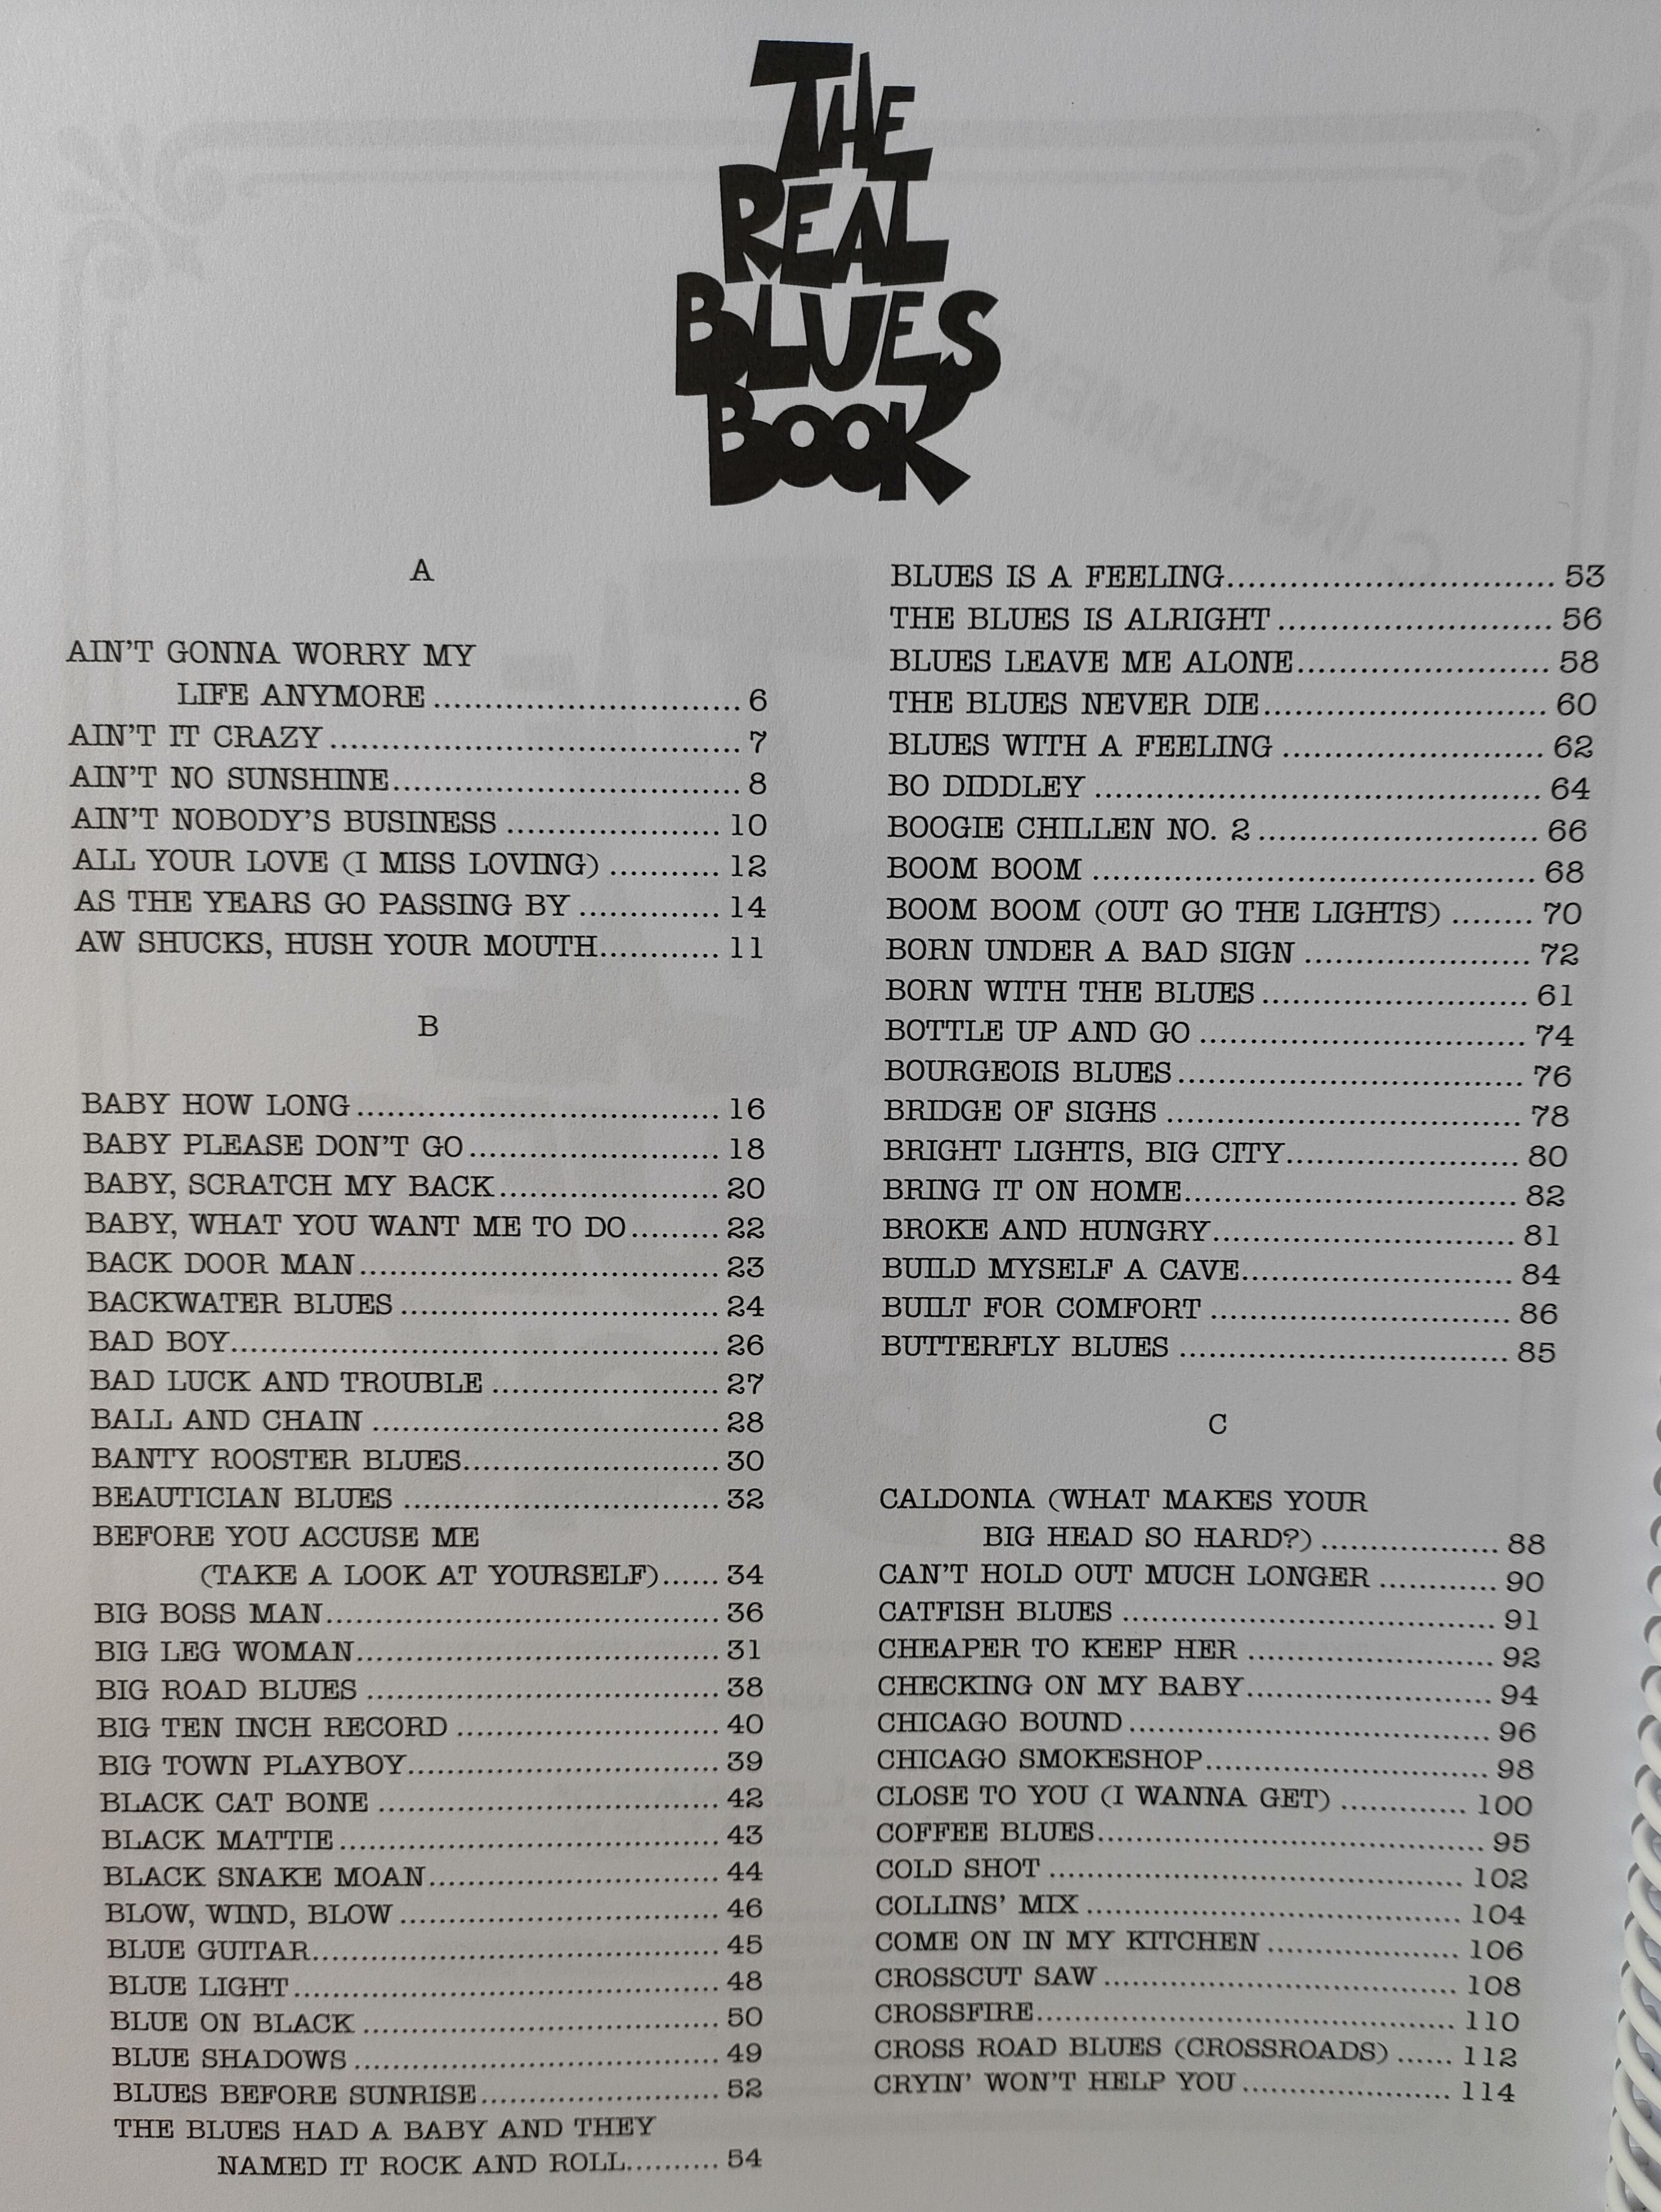 THE
REAL
BLUES
BOOK
A
AIN'T GONNA WORRY MY
LIFE ANYMORE.............................. 6
AIN'T IT CRAZY........................................ 7
AIN'T NO SUNSHINE.................................. 8
AIN'T NOBODY'S BUSINESS..................... 10
ALL YOUR LOVE (I MISS LOVING)........... 12
AS THE YEARS GO PASSING BY.............. 14
AW SHUCKS, HUSH YOUR MOUTH............ 11
B
BABY HOW LONG................................... 16
BABY PLEASE DON'T GO........................ 18
BABY, SCRATCH MY BACK..................... 20
BABY, WHAT YOU WANT ME TO DO......... 22
BACK DOOR MAN................................... 23
BACKWATER BLUES............................... 24
BAD BOY............................................... 26
BAD LUCK AND TROUBLE...................... 27
BALL AND CHAIN.................................. 28
BANTY ROOSTER BLUES......................... 30
BEAUTICIAN BLUES............................... 32
BEFORE YOU ACCUSE ME
(TAKE A LOOK AT YOURSELF)...... 34
BIG BOSS MAN......................................... 36
BIG LEG WOMAN................................... 31
BIG ROAD BLUES.................................. 38
BIG TEN INCH RECORD.......................... 40
BIG TOWN PLAYBOY.............................. 39
BLACK CAT BONE................................. 42
BLACK MATTIE..................................... 43
BLACK SNAKE MOAN............................ 44
BLOW, WIND, BLOW............................... 46
BLUE GUITAR........................................ 45
BLUE LIGHT.......................................... 48
BLUE ON BLACK................................... 50
BLUE SHADOWS.................................... 49
BLUES BEFORE SUNRISE....................... 52
THE BLUES HAD A BABY AND THEY
NAMED IT ROCK AND ROLL.......... 54
BLUES IS A FEELING................................ 53
THE BLUES IS ALRIGHT.......................... 56
BLUES LEAVE ME ALONE........................ 58
THE BLUES NEVER DIE........................... 60
BLUES WITH A FEELING......................... 62
BO DIDDLEY........................................... 64
BOOGIE CHILLEN NO. 2........................... 66
BOOM BOOM........................................... 68
BOOM BOOM (OUT GO THE LIGHTS)........ 70
BORN UNDER A BAD SIGN...................... 72
BORN WITH THE BLUES.......................... 61
BOTTLE UP AND GO................................ 74
BOURGEOIS BLUES.................................. 76
BRIDGE OF SIGHS................................... 78
BRIGHT LIGHTS, BIG CITY....................... 80
BRING IT ON HOME................................. 82
BROKE AND HUNGRY.............................. 81
BUILD MYSELF A CAVE........................... 84
BUILT FOR COMFORT.............................. 86
BUTTERFLY BLUES................................. 85
C
CALDONIA (WHAT MAKES YOUR
BIG HEAD SO HARD?).................. 88
CAN'T HOLD OUT MUCH LONGER............ 90
CATFISH BLUES..................................... 91
CHEAPER TO KEEP HER......................... 92
CHECKING ON MY BABY......................... 94
CHICAGO BOUND.................................... 96
CHICAGO SMOKESHOP............................ 98
CLOSE TO YOU (I WANNA GET)............. 100
COFFEE BLUES....................................... 95
COLD SHOT.......................................... 102
COLLINS' MIX...................................... 104
COME ON IN MY KITCHEN.................... 106
CROSSCUT SAW..................................... 108
CROSSFIRE........................................... 110
CROSS ROAD BLUES (CROSSROADS)...... 112
CRYIN' WON'T HELP YOU...................... 114